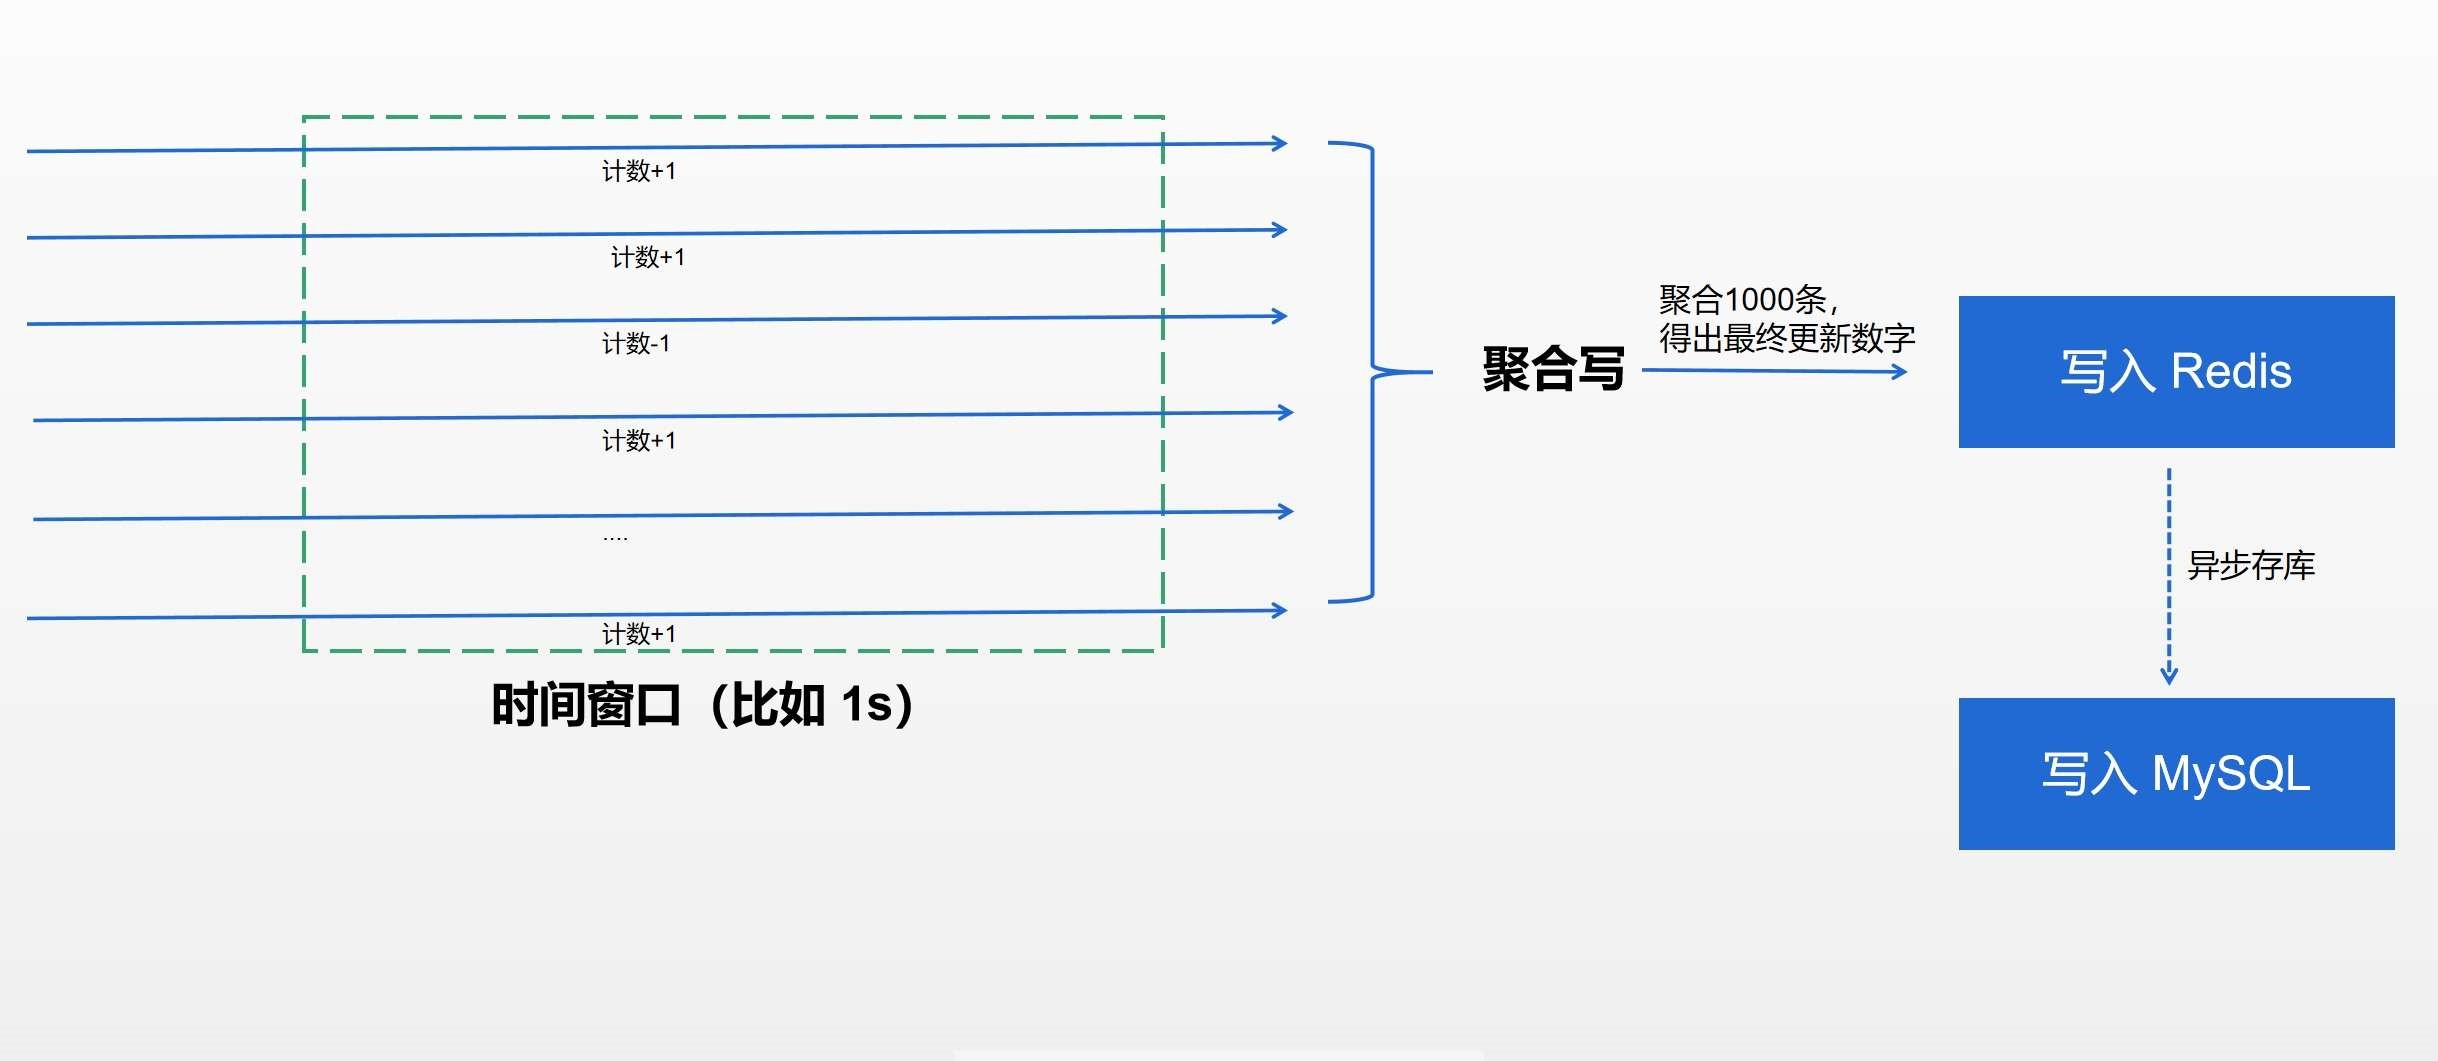 计数+1
计数+1
计数-1
计数+1
....
计数+1
时间窗口（比如 1s）
聚合写
聚合1000条，
得出最终更新数字
写入 Redis
异步存库
写入 MySQL